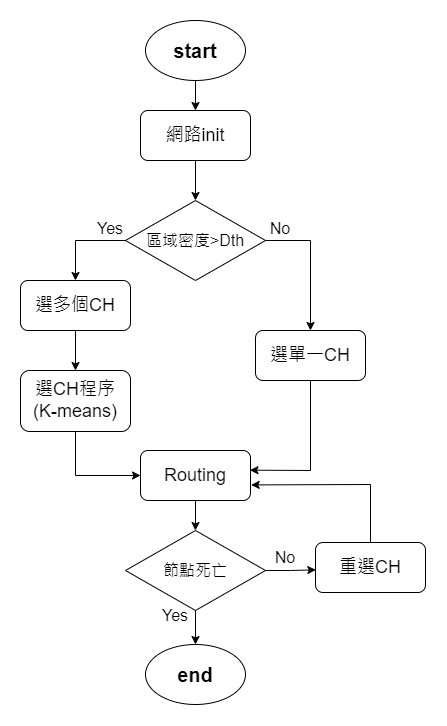 start
網路init
區域密度>Dth
Yes
No
選多個CH
選單一CH
選CH程序
(K-means)
Routing
節點死亡
No
重選CH
Yes
end